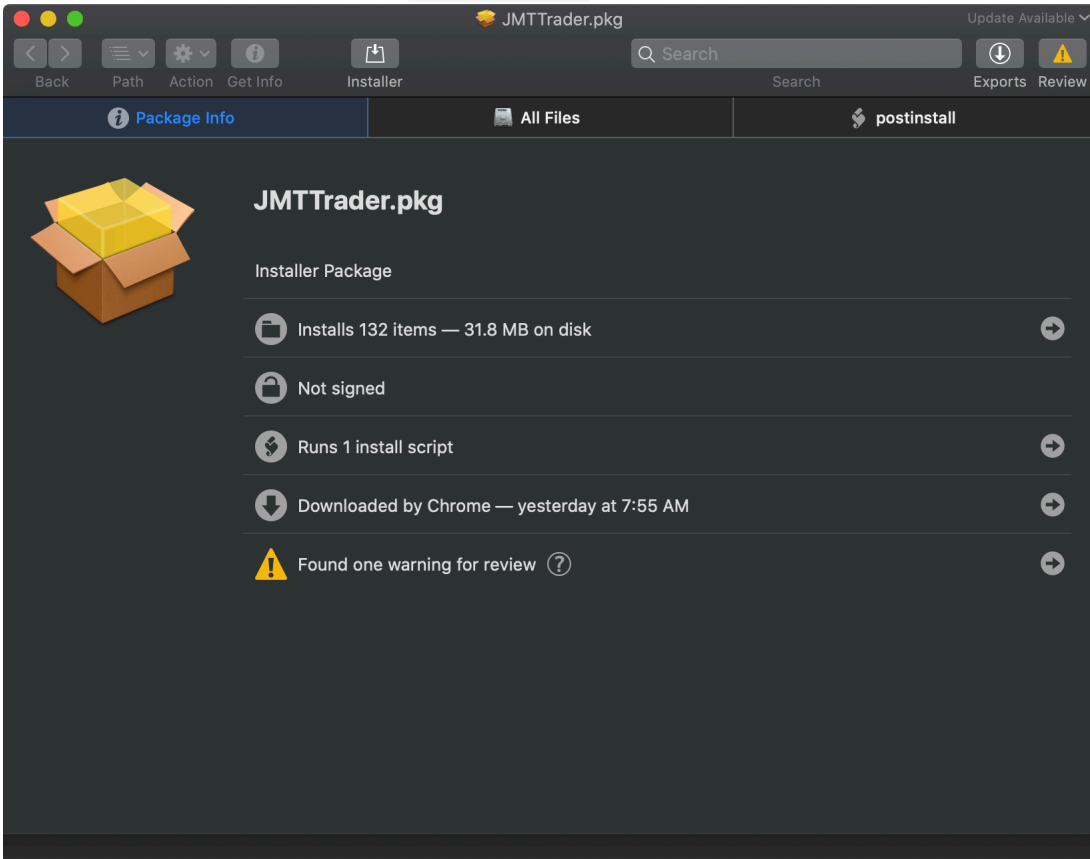 JMTTrader.pkg
Update Available
Search
Back Path Action Get Info Installer Search Exports Review
Package Info All Files postinstall
JMTTrader.pkg
Installer Package
Installs 132 items — 31.8 MB on disk
Not signed
Runs 1 install script
Downloaded by Chrome — yesterday at 7:55 AM
Found one warning for review ?